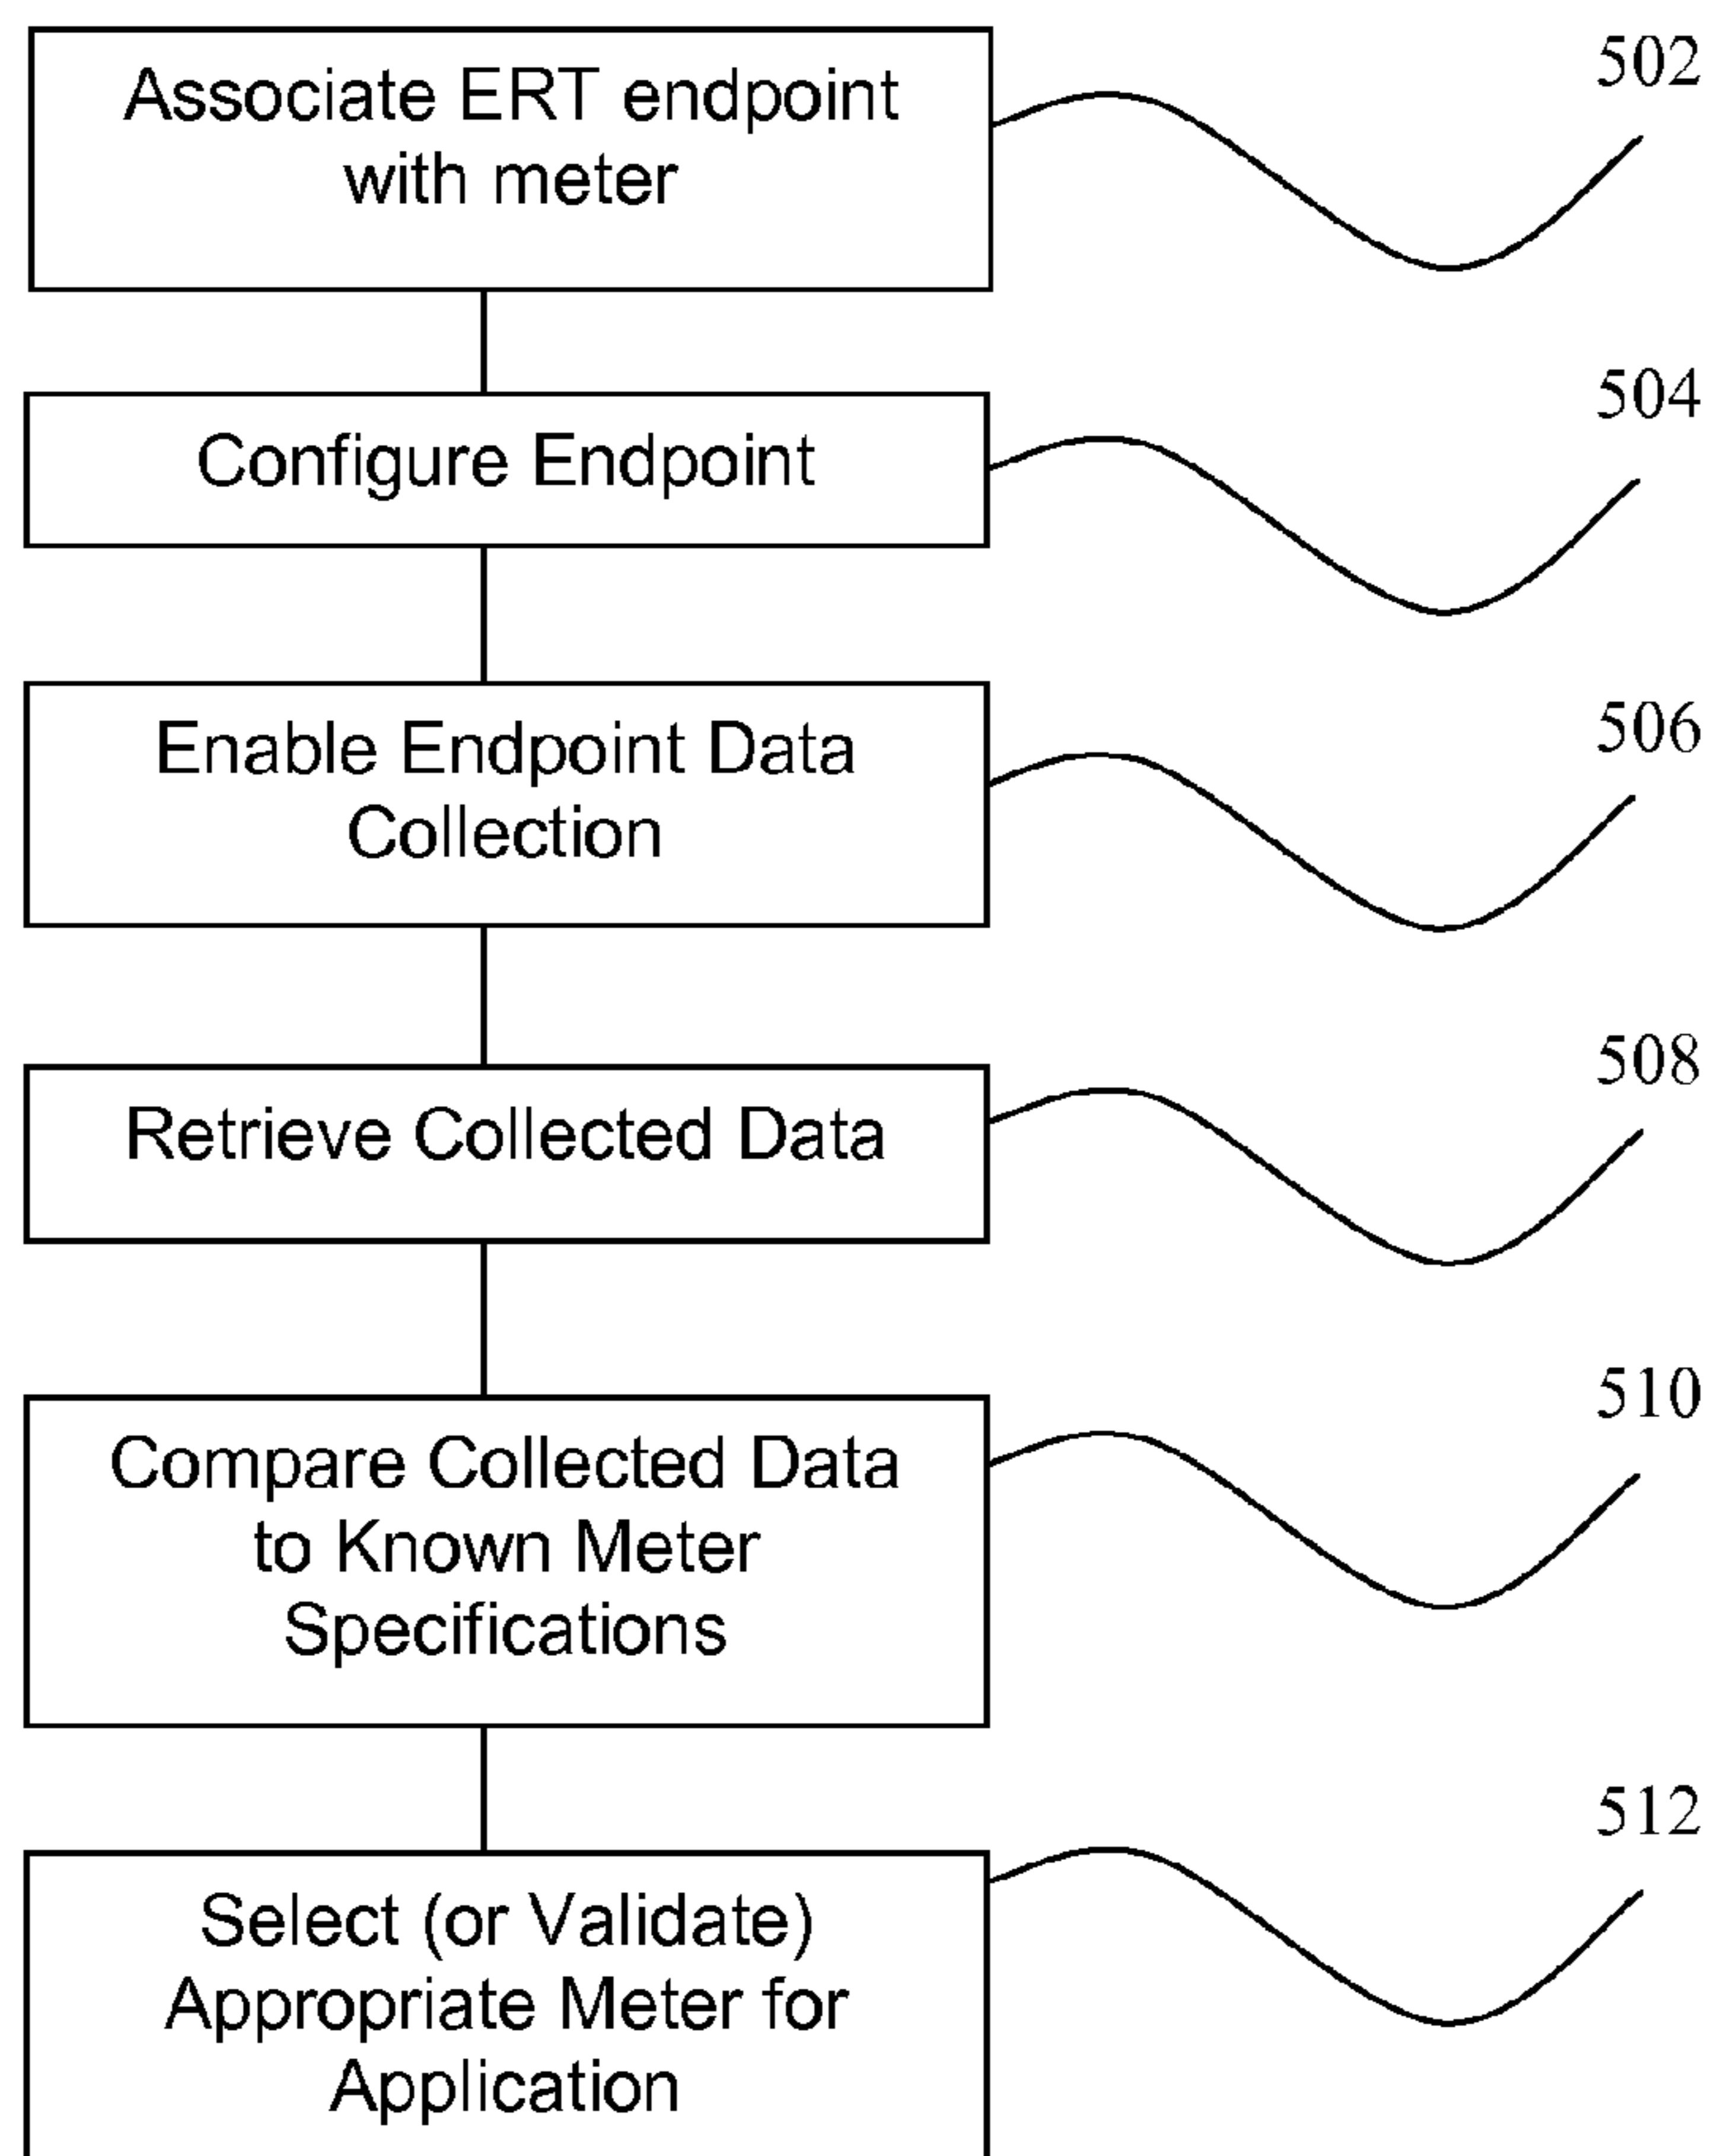 Associate ERT endpoint
with meter
502
Configure Endpoint
504
Enable Endpoint Data
Collection
506
Retrieve Collected Data
508
Compare Collected Data
to Known Meter
Specifications
510
Select (or Validate)
Appropriate Meter for
Application
512